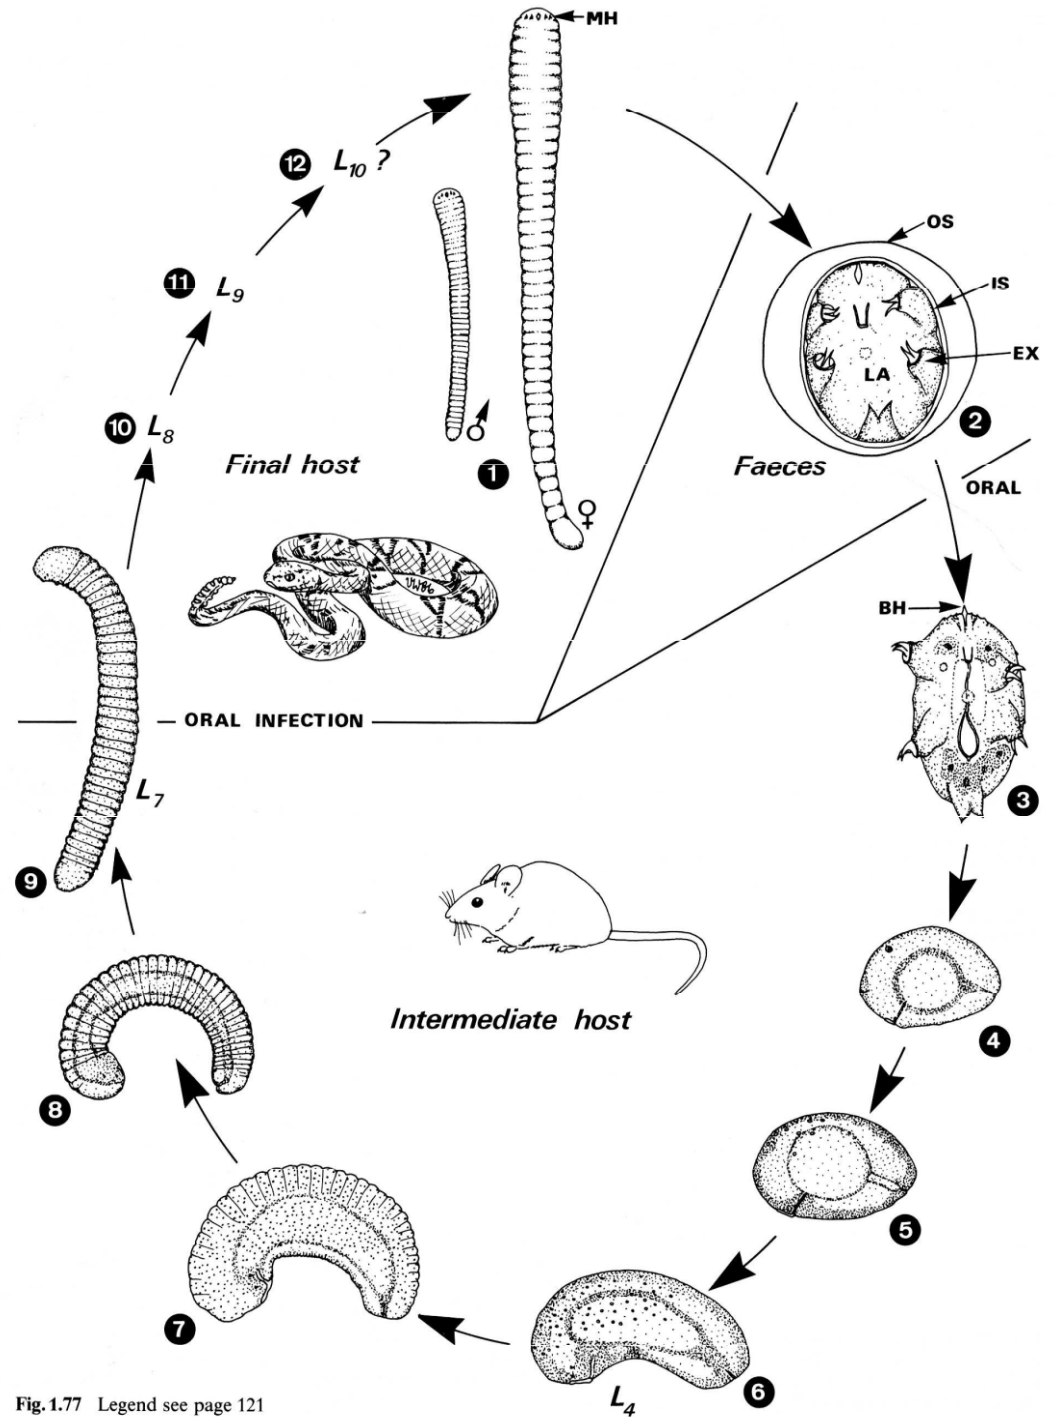 MH
12 L10 ?
OS
11 L9
IS
EX
LA
10 L8
2
Final host
1
Faeces
ORAL
♂
♀
VW86
BH
ORAL INFECTION
L7
3
9
Intermediate host
4
8
5
7
6
L4
Fig. 1.77 Legend see page 121